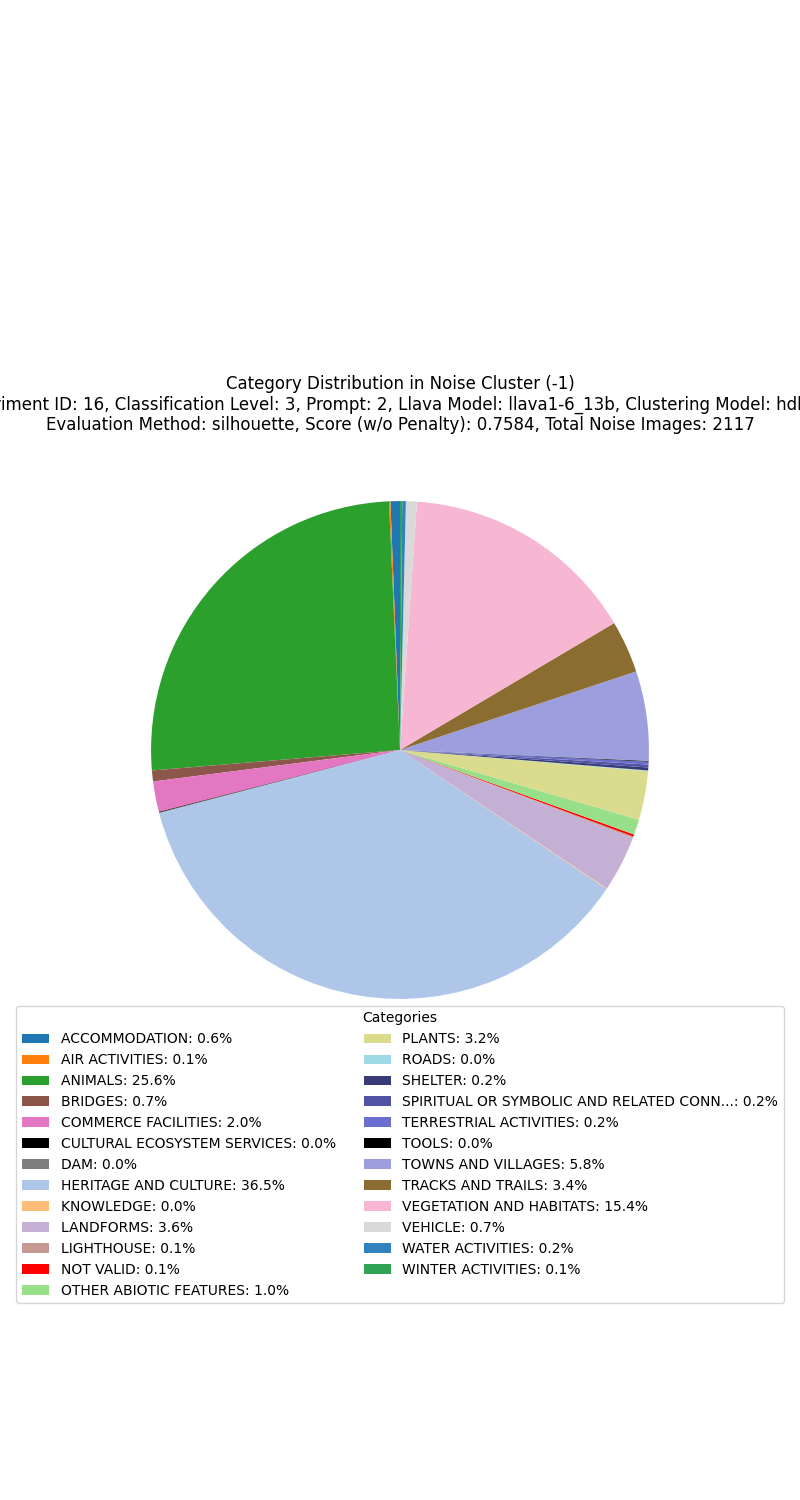 Category Distribution in Noise Cluster (-1)
iment ID: 16, Classification Level: 3, Prompt: 2, Llava Model: llava1-6_13b, Clustering Model: hdl
Evaluation Method: silhouette, Score (w/o Penalty): 0.7584, Total Noise Images: 2117
Categories
ACCOMMODATION: 0.6%
AIR ACTIVITIES: 0.1%
ANIMALS: 25.6%
BRIDGES: 0.7%
COMMERCE FACILITIES: 2.0%
CULTURAL ECOSYSTEM SERVICES: 0.0%
DAM: 0.0%
HERITAGE AND CULTURE: 36.5%
KNOWLEDGE: 0.0%
LANDFORMS: 3.6%
LIGHTHOUSE: 0.1%
NOT VALID: 0.1%
OTHER ABIOTIC FEATURES: 1.0%
PLANTS: 3.2%
ROADS: 0.0%
SHELTER: 0.2%
SPIRITUAL OR SYMBOLIC AND RELATED CONN...: 0.2%
TERRESTRIAL ACTIVITIES: 0.2%
TOOLS: 0.0%
TOWNS AND VILLAGES: 5.8%
TRACKS AND TRAILS: 3.4%
VEGETATION AND HABITATS: 15.4%
VEHICLE: 0.7%
WATER ACTIVITIES: 0.2%
WINTER ACTIVITIES: 0.1%